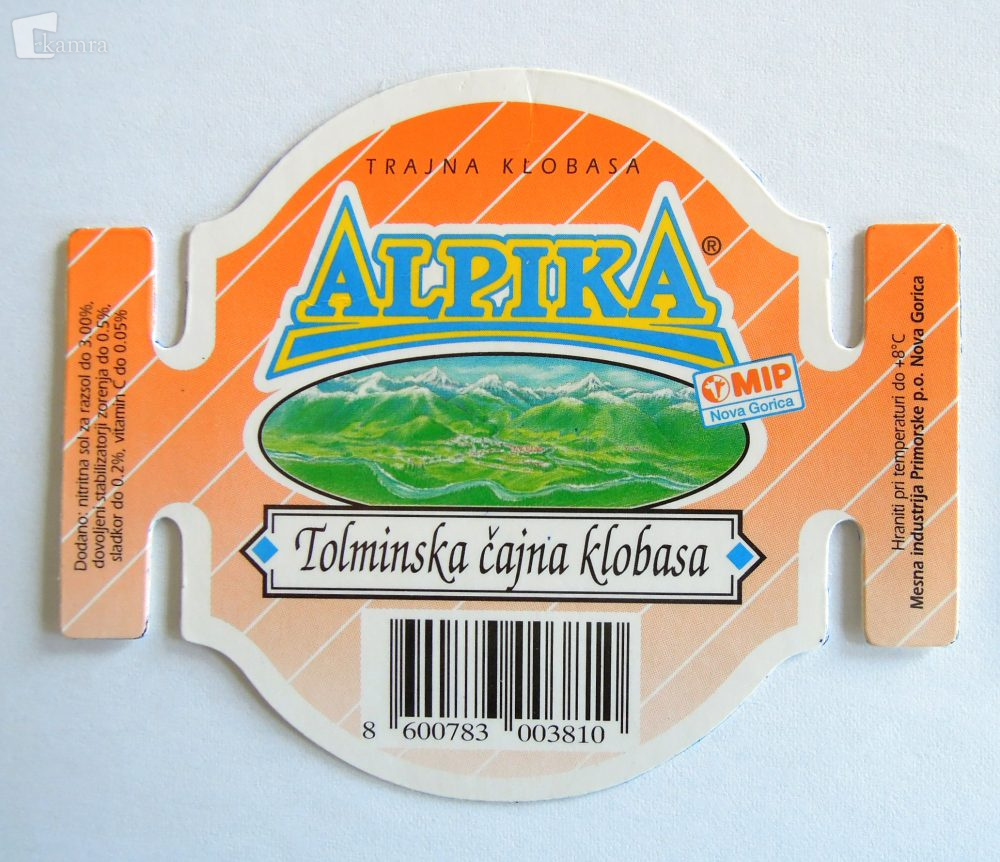 kamra
TRAJNA KLOBASA
ALPIKA®
MIP
Nova Gorica
Tolminska čajna klobasa
8 600783 003810
Dodano: nitritna sol za razsol do 3.00%,
dovoljeni stabilizatorji zorenja do 0.5%,
sladkor do 0.2%, vitamin C do 0.05%
Hraniti pri temperaturi do +8°C
Mesna industrija Primorske p.o. Nova Gorica